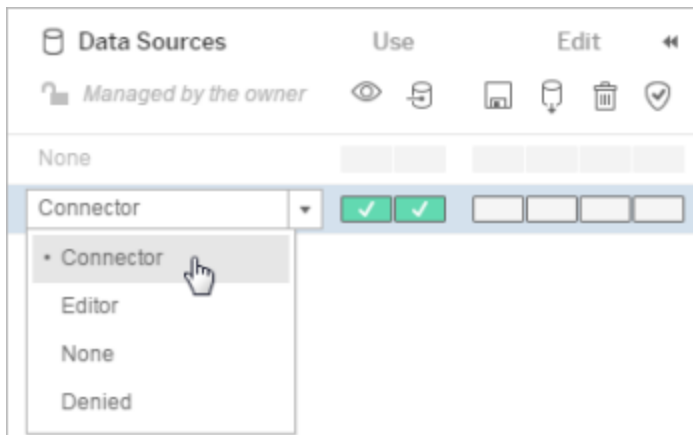 Data Sources Use Edit
Managed by the owner
None
Connector
• Connector
Editor
None
Denied